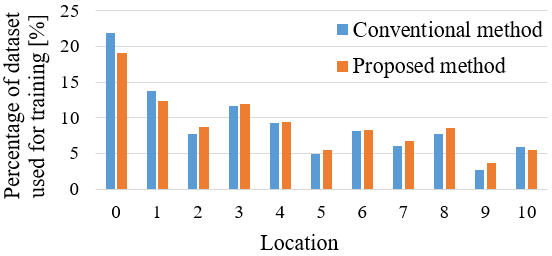 Percentage of dataset
used for training [%]
25
20
15
10
5
0
Conventional method
Proposed method
0 1 2 3 4 5 6 7 8 9 10
Location